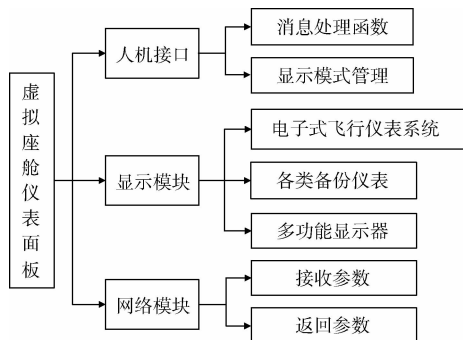 虚拟座舱仪表面板
人机接口
消息处理函数
显示模式管理
显示模块
电子式飞行仪表系统
各类备份仪表
多功能显示器
网络模块
接收参数
返回参数